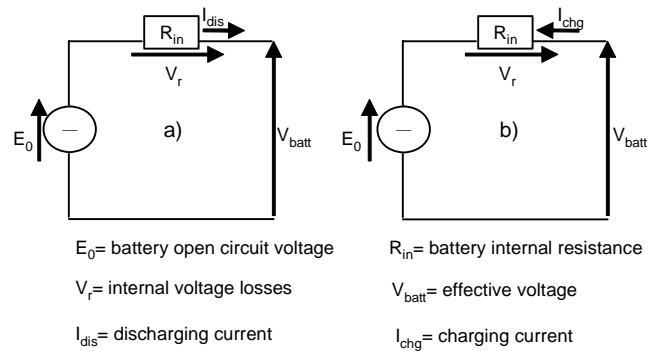 I_dis
R_in
V_r
E_0
a)
V_batt
I_chg
R_in
V_r
E_0
b)
V_batt
E_0= battery open circuit voltage
R_in= battery internal resistance
V_r= internal voltage losses
V_batt= effective voltage
I_dis= discharging current
I_chg= charging current